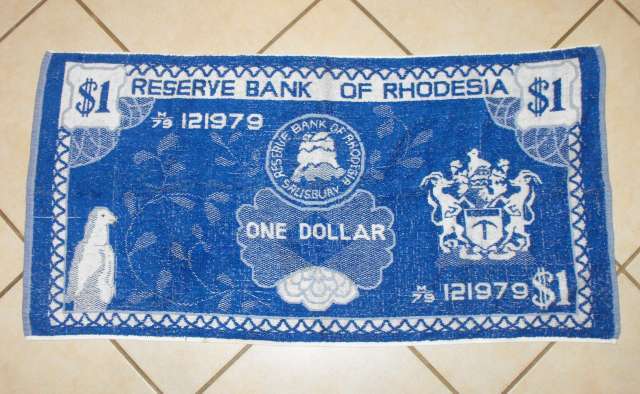 $1 RESERVE BANK OF RHODESIA $1
M/79 121979
RESERVE BANK OF RHODESIA
SALISBURY
ONE DOLLAR
M/79 121979 $1